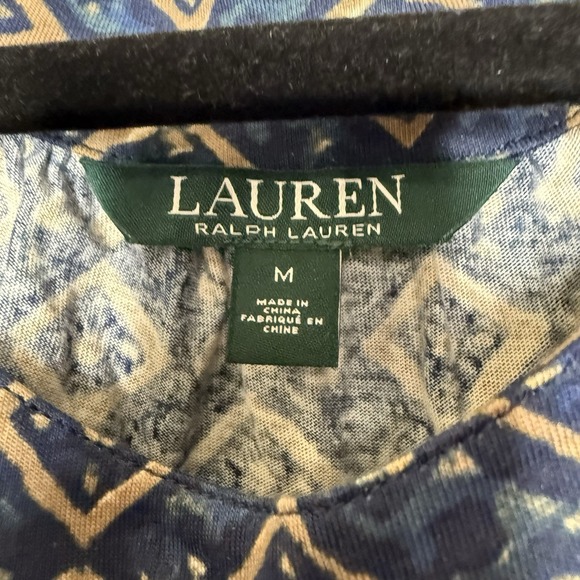 LAUREN
RALPH LAUREN
M
MADE IN
CHINA
FABRIQUÉ EN
CHINE